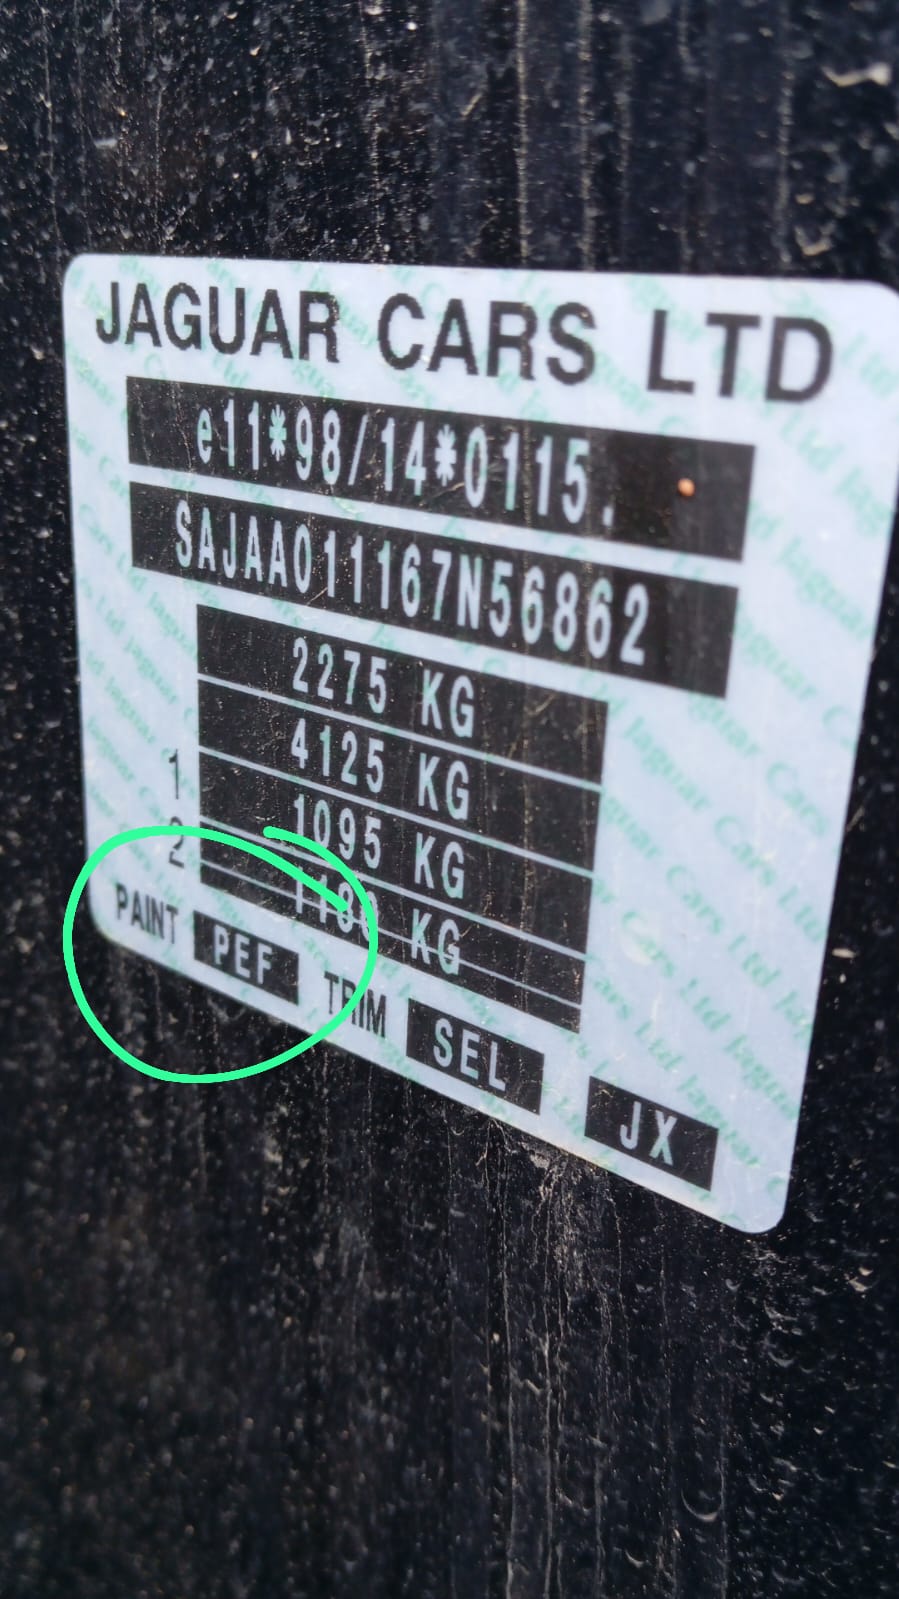 JAGUAR CARS LTD
e11*98/14*0115.
SAJAA011167N56862
2275 KG
4125 KG
1 1095 KG
2 KG
PAINT PEF TRIM SEL JX